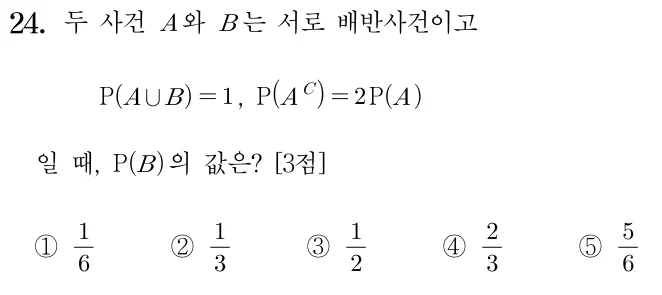 24. 두 사건 A와 B는 서로 배반사건이고
P(A∪B)=1, P(A^C)=2P(A)
일 때, P(B)의 값은? [3점]
① 1/6 ② 1/3 ③ 1/2 ④ 2/3 ⑤ 5/6